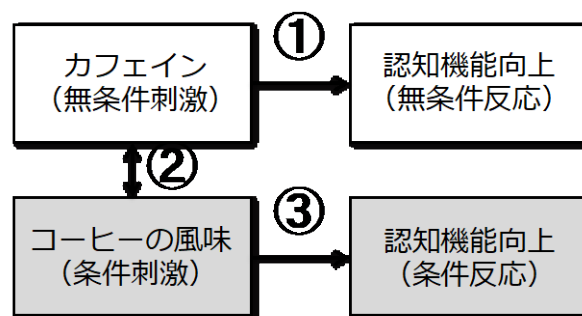 ①
カフェイン
（無条件刺激）
認知機能向上
（無条件反応）
②
③
コーヒーの風味
（条件刺激）
認知機能向上
（条件反応）